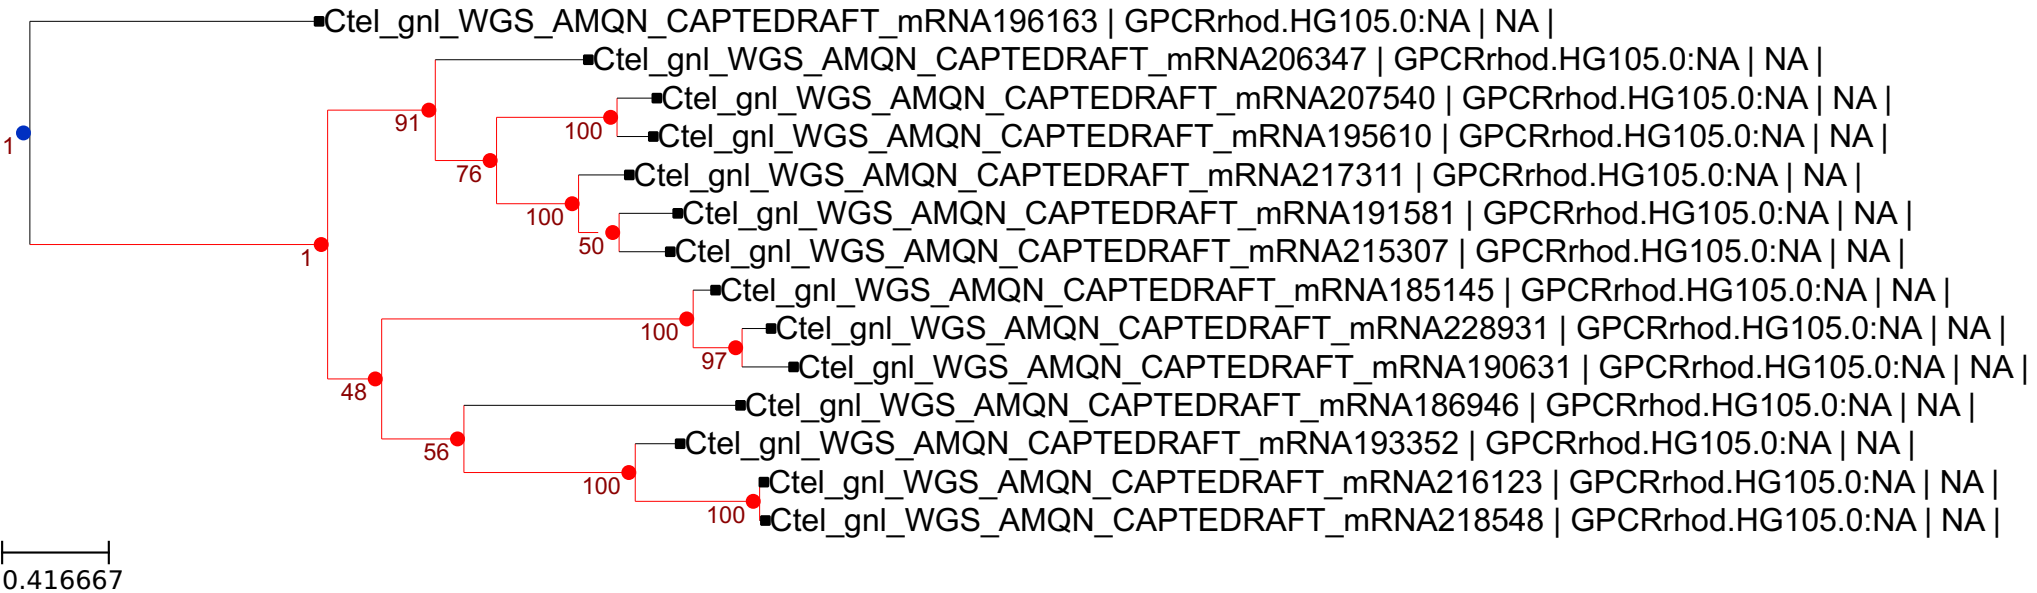 Ctel_gnl_WGS_AMQN_CAPTEDRAFT_mRNA196163 | GPCRrhod.HG105.0:NA | NA |
Ctel_gnl_WGS_AMQN_CAPTEDRAFT_mRNA206347 | GPCRrhod.HG105.0:NA | NA |
Ctel_gnl_WGS_AMQN_CAPTEDRAFT_mRNA207540 | GPCRrhod.HG105.0:NA | NA |
91
100
Ctel_gnl_WGS_AMQN_CAPTEDRAFT_mRNA195610 | GPCRrhod.HG105.0:NA | NA |
1
76
Ctel_gnl_WGS_AMQN_CAPTEDRAFT_mRNA217311 | GPCRrhod.HG105.0:NA | NA |
100
Ctel_gnl_WGS_AMQN_CAPTEDRAFT_mRNA191581 | GPCRrhod.HG105.0:NA | NA |
50
Ctel_gnl_WGS_AMQN_CAPTEDRAFT_mRNA215307 | GPCRrhod.HG105.0:NA | NA |
1
Ctel_gnl_WGS_AMQN_CAPTEDRAFT_mRNA185145 | GPCRrhod.HG105.0:NA | NA |
100
Ctel_gnl_WGS_AMQN_CAPTEDRAFT_mRNA228931 | GPCRrhod.HG105.0:NA | NA |
97
Ctel_gnl_WGS_AMQN_CAPTEDRAFT_mRNA190631 | GPCRrhod.HG105.0:NA | NA |
48
Ctel_gnl_WGS_AMQN_CAPTEDRAFT_mRNA186946 | GPCRrhod.HG105.0:NA | NA |
56
Ctel_gnl_WGS_AMQN_CAPTEDRAFT_mRNA193352 | GPCRrhod.HG105.0:NA | NA |
100
Ctel_gnl_WGS_AMQN_CAPTEDRAFT_mRNA216123 | GPCRrhod.HG105.0:NA | NA |
100
Ctel_gnl_WGS_AMQN_CAPTEDRAFT_mRNA218548 | GPCRrhod.HG105.0:NA | NA |
0.416667